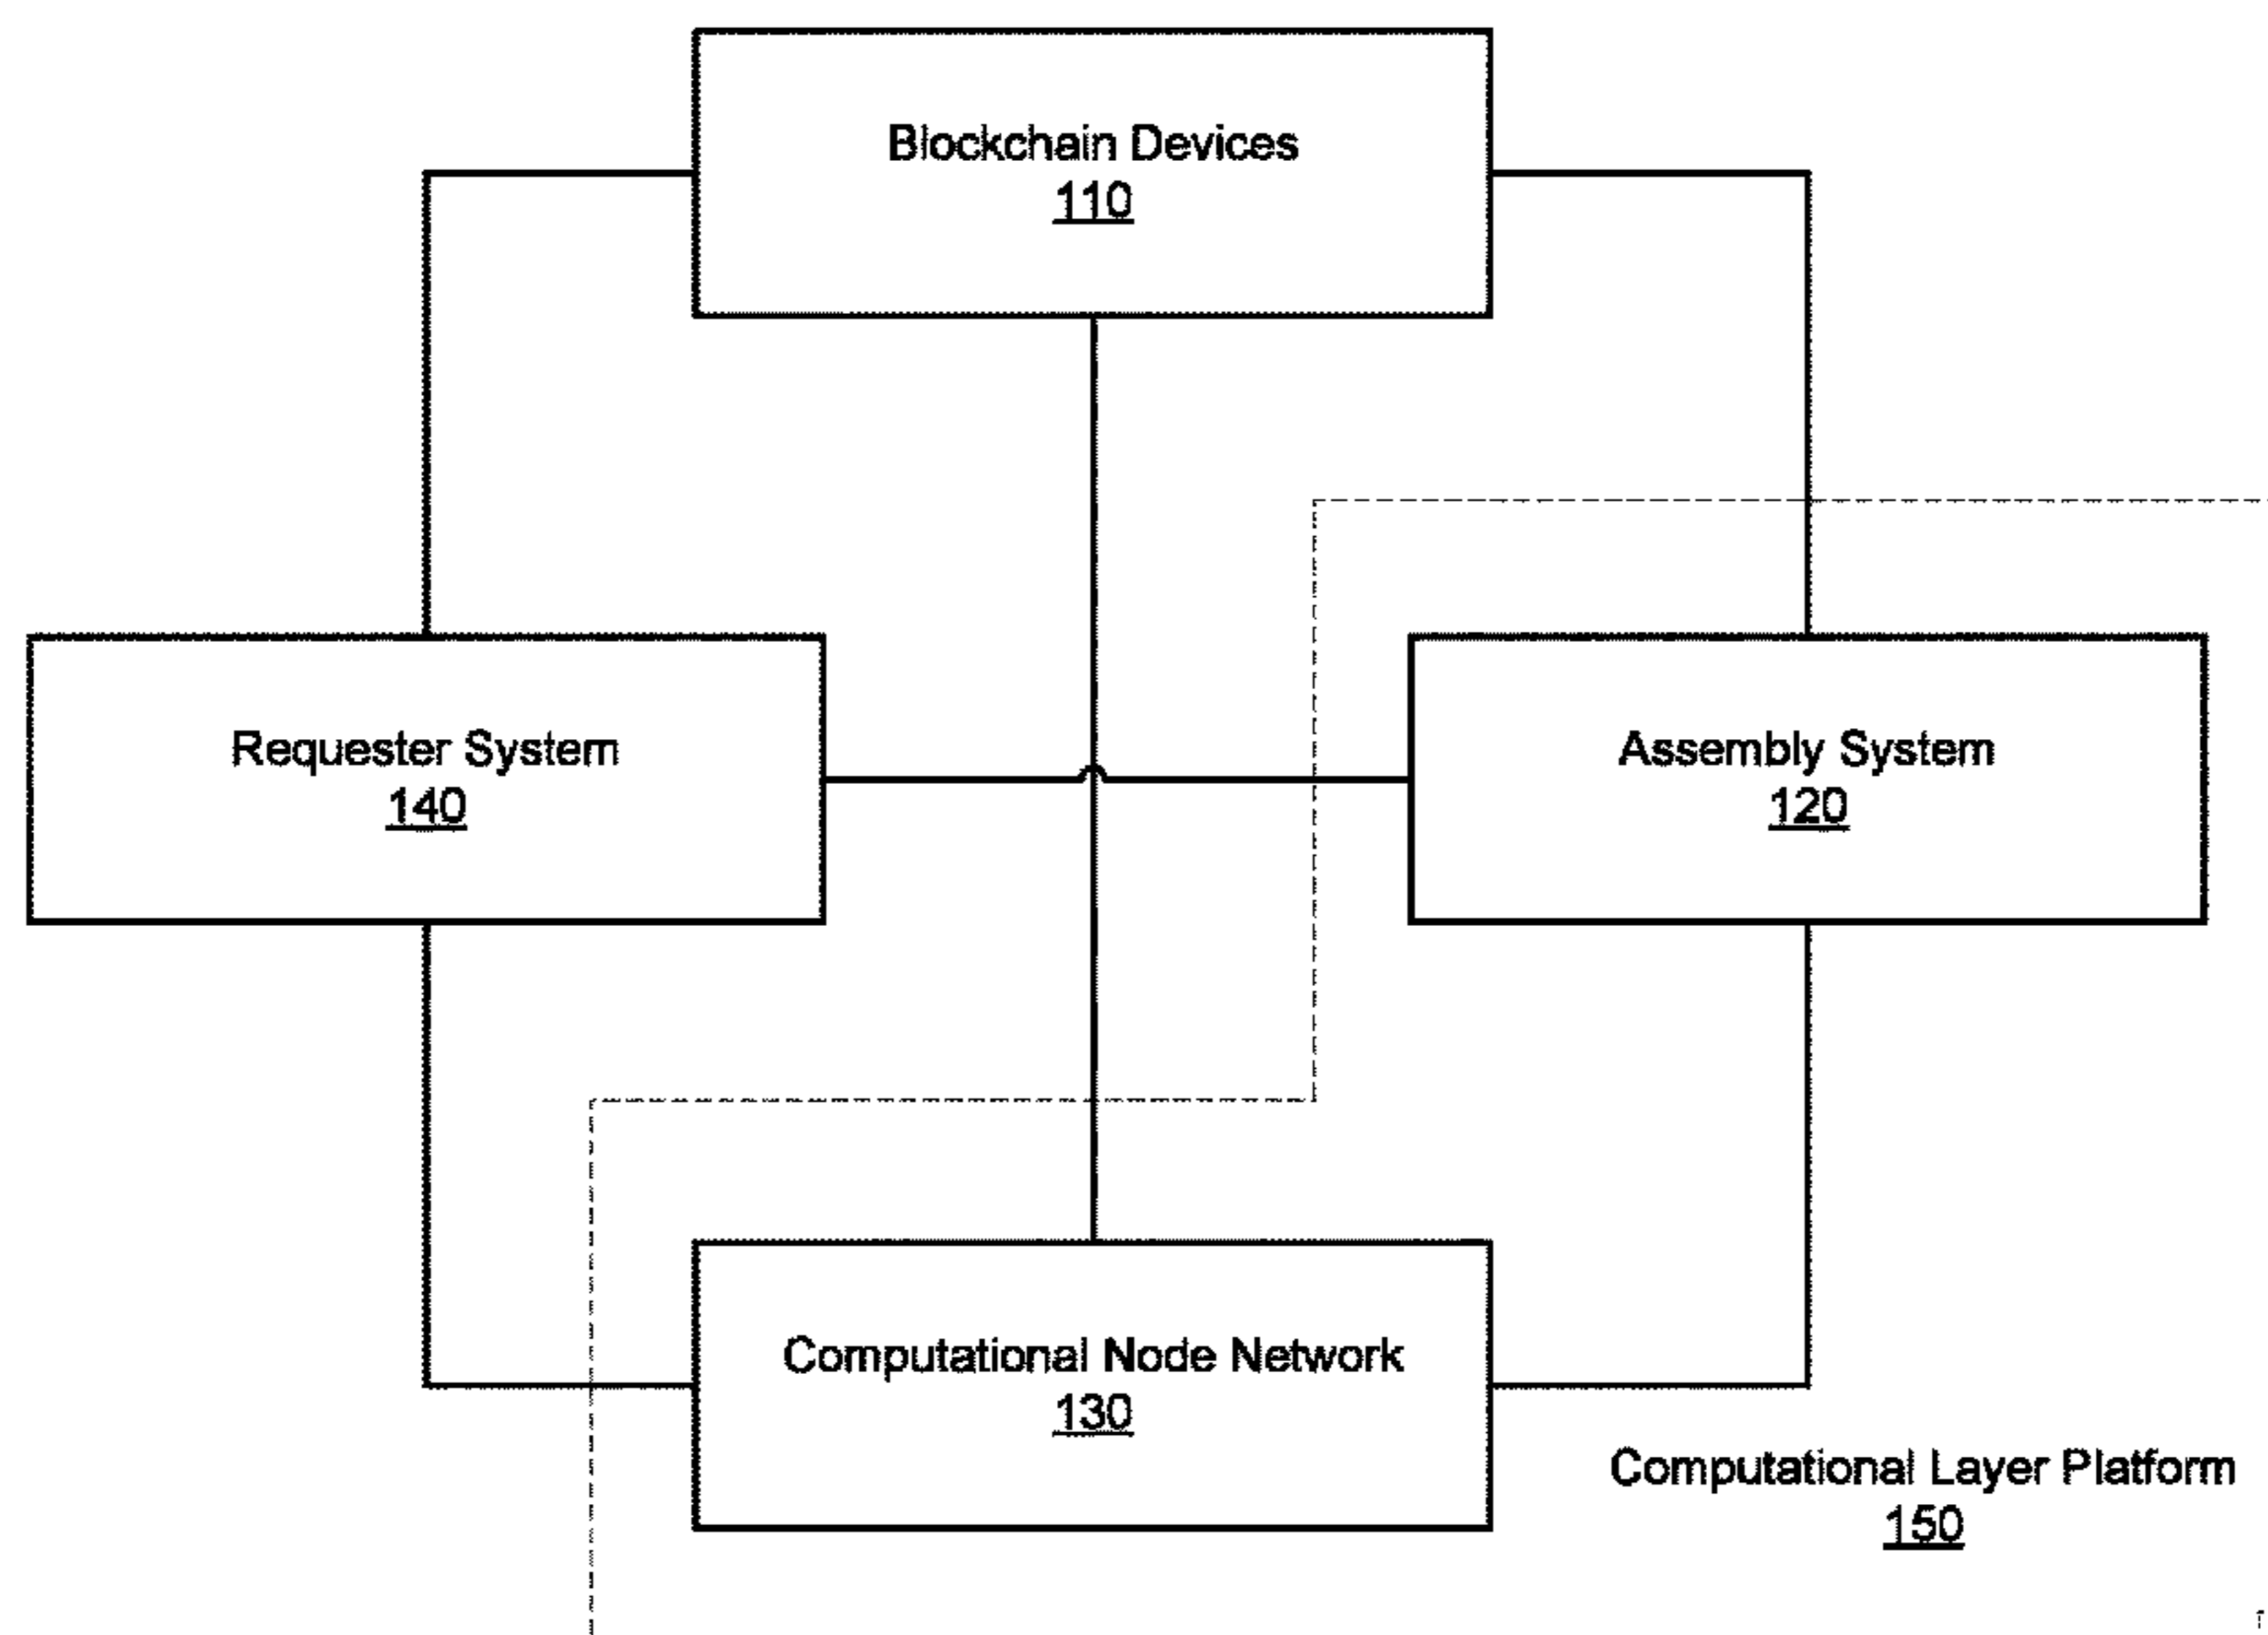 Blockchain Devices
110
Requester System
140
Assembly System
120
Computational Node Network
130
Computational Layer Platform
150